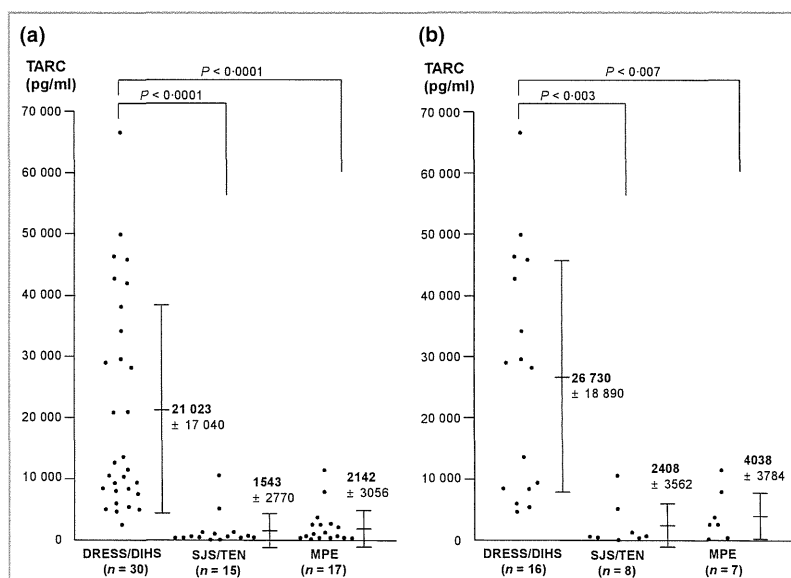 (a)
TARC
(pg/ml)
P < 0·0001
P < 0·0001
70 000
60 000
50 000
40 000
30 000
20 000
10 000
0
21 023
± 17 040
1543
± 2770
2142
± 3056
DRESS/DIHS
(n = 30)
SJS/TEN
(n = 15)
MPE
(n = 17)
(b)
TARC
(pg/ml)
P < 0·007
P < 0·003
70 000
60 000
50 000
40 000
30 000
20 000
10 000
0
26 730
± 18 890
2408
± 3562
4038
± 3784
DRESS/DIHS
(n = 16)
SJS/TEN
(n = 8)
MPE
(n = 7)